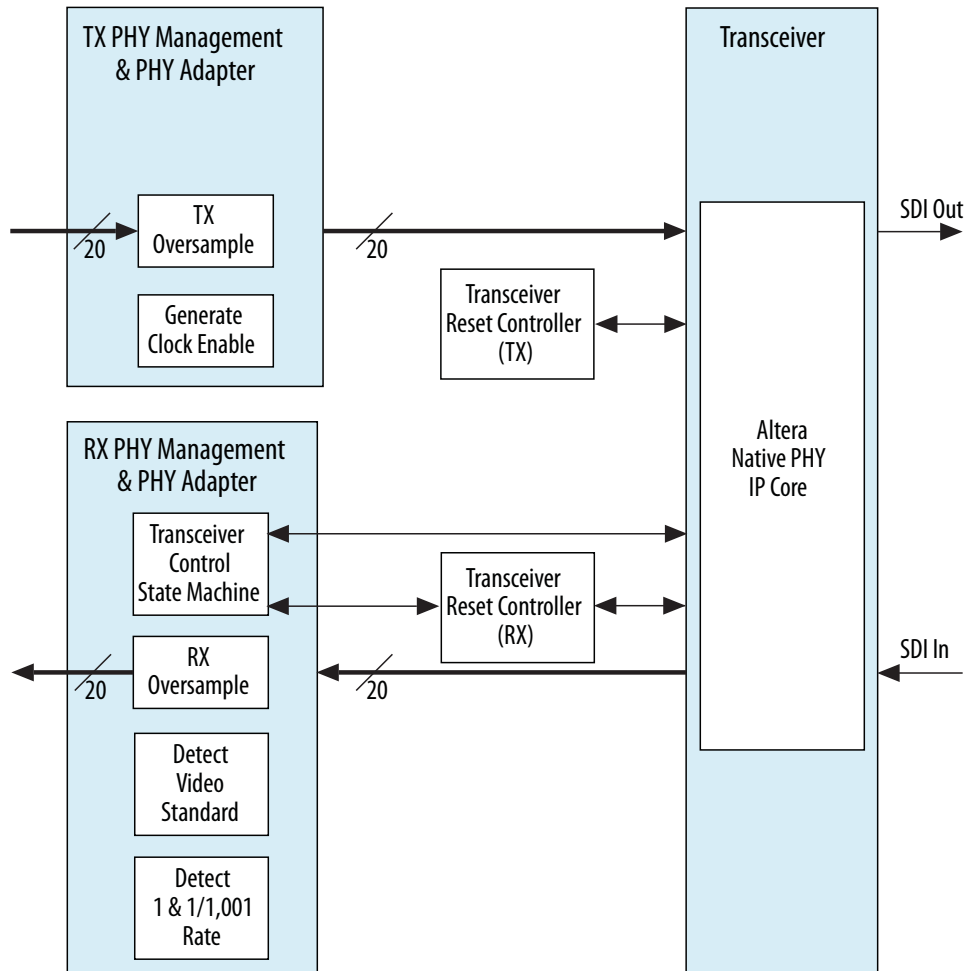 TX PHY Management
& PHY Adapter
TX
Oversample
20
Generate
Clock Enable
20
Transceiver
Reset Controller
(TX)
Transceiver
SDI Out
Altera
Native PHY
IP Core
SDI In
RX PHY Management
& PHY Adapter
Transceiver
Control
State Machine
Transceiver
Reset Controller
(RX)
RX
Oversample
20
20
Detect
Video
Standard
Detect
1 & 1/1,001
Rate